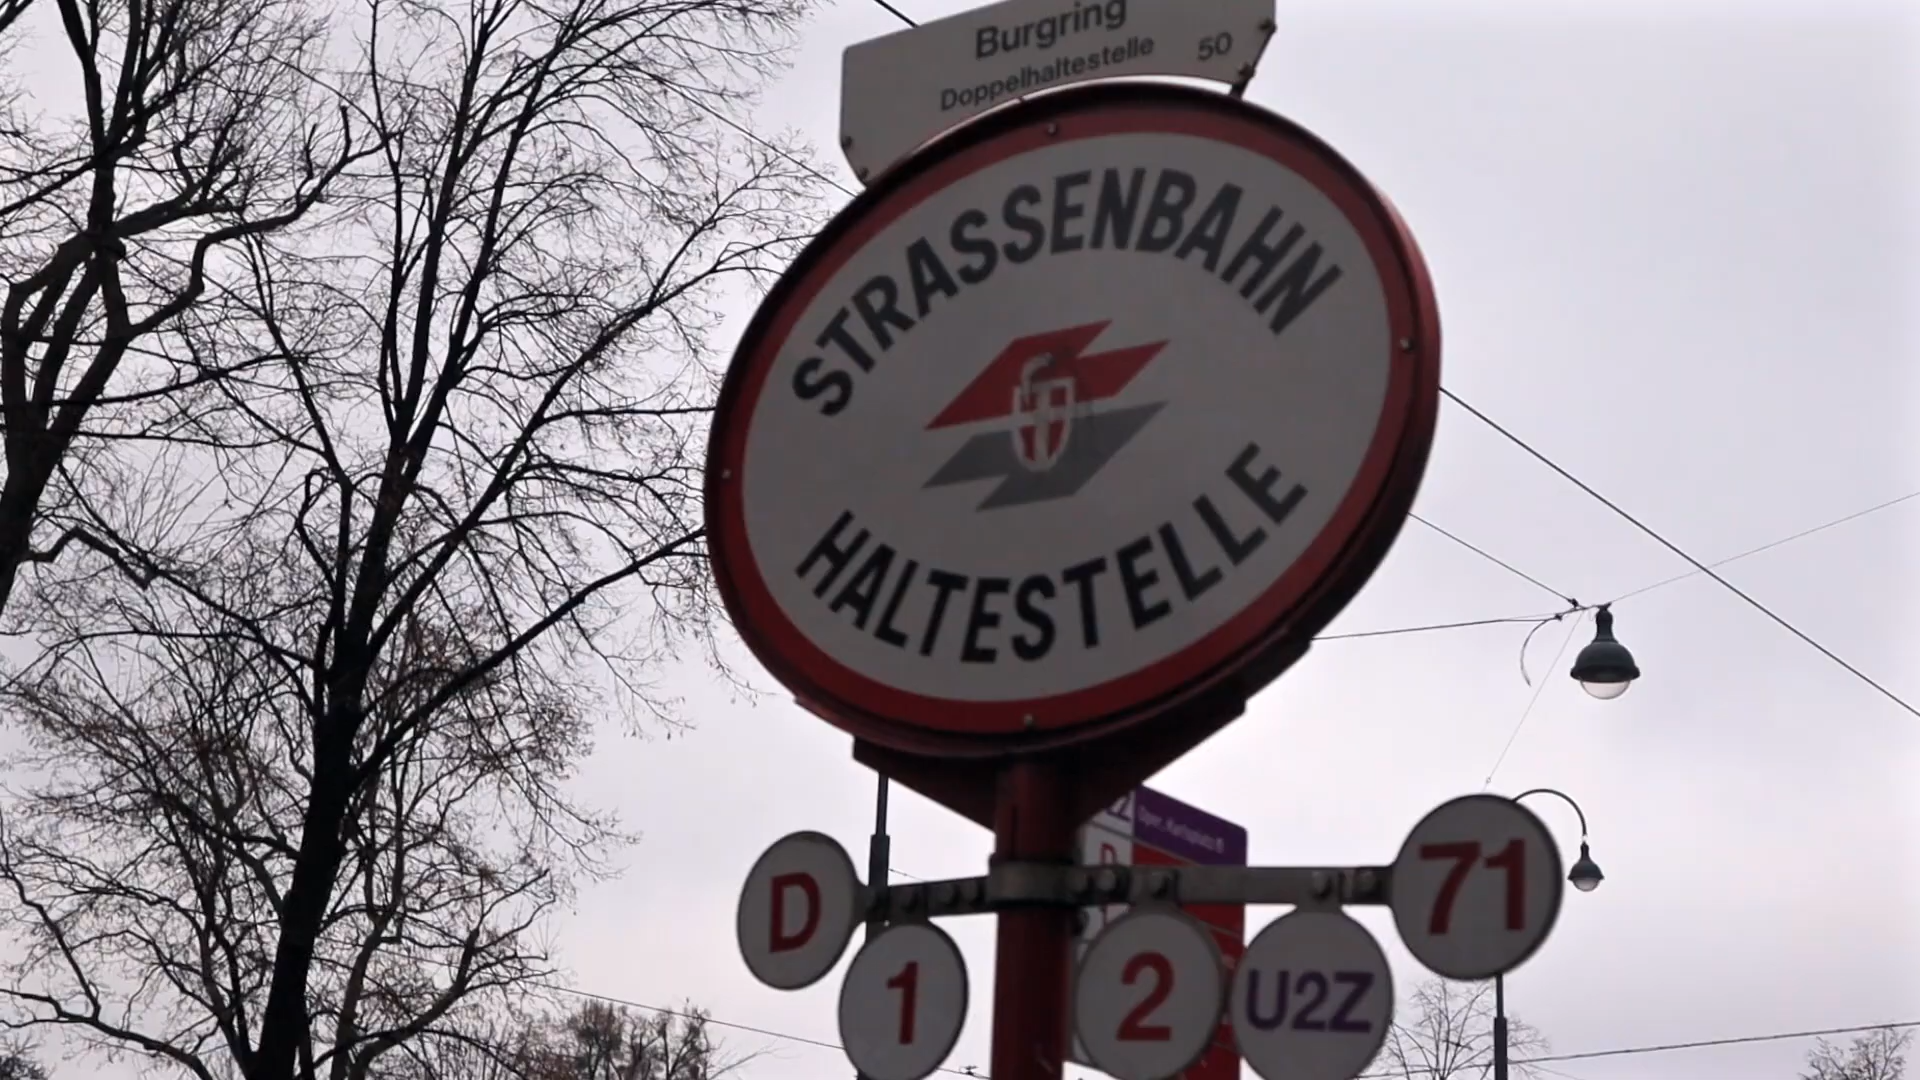 Burgring
Doppelhaltestelle 50
STRASSENBAHN
HALTESTELLE
D
1
2
U2Z
71
D